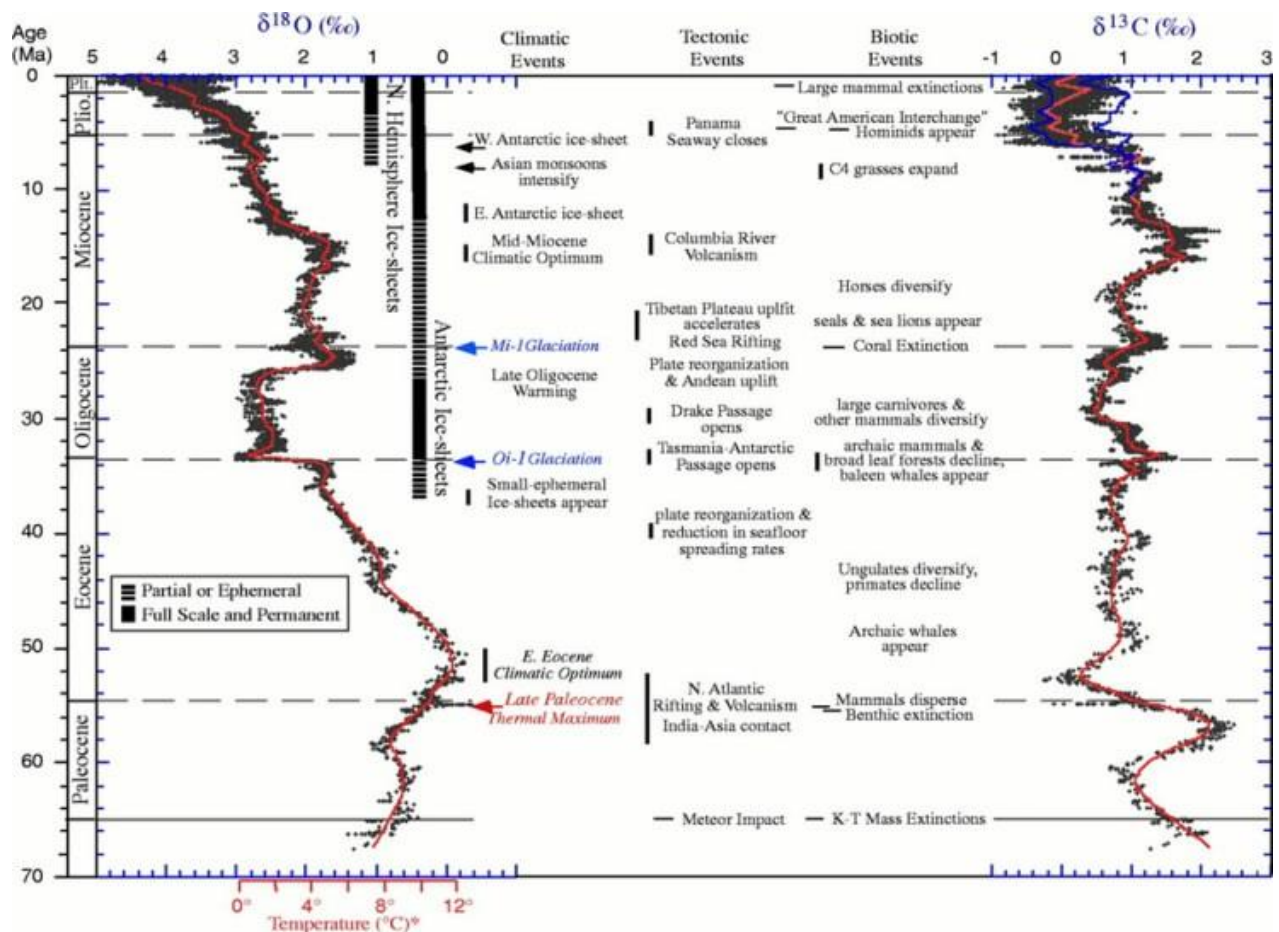 Age
(Ma)
δ18O (‰)
5 4 3 2 1 0
Climatic
Events
Tectonic
Events
Biotic
Events
δ13C (‰)
-1 0 1 2 3
0
10
20
30
40
50
60
70
Plt.
Plio.
Miocene
Oligocene
Eocene
Paleocene
N. Hemisphere Ice-sheets
Antarctic Ice-sheets
W. Antarctic ice-sheet
Asian monsoons
intensify
E. Antarctic ice-sheet
Mid-Miocene
Climatic Optimum
Mi-1 Glaciation
Late Oligocene
Warming
Oi-1 Glaciation
Small-ephemeral
Ice-sheets appear
E. Eocene
Climatic Optimum
Late Paleocene
Thermal Maximum
Panama
Seaway closes
Columbia River
Volcanism
Tibetan Plateau uplfit
accelerates
Red Sea Rifting
Plate reorganization
& Andean uplift
Drake Passage
opens
Tasmania-Antarctic
Passage opens
plate reorganization &
reduction in seafloor
spreading rates
N. Atlantic
Rifting & Volcanism
India-Asia contact
Meteor Impact
Large mammal extinctions
"Great American Interchange"
Hominids appear
C4 grasses expand
Horses diversify
seals & sea lions appear
Coral Extinction
large carnivores &
other mammals diversify
archaic mammals &
broad leaf forests decline,
baleen whales appear
Ungulates diversify,
primates decline
Archaic whales
appear
Mammals disperse
Benthic extinction
K-T Mass Extinctions
Partial or Ephemeral
Full Scale and Permanent
0° 4° 8° 12°
Temperature (°C)*